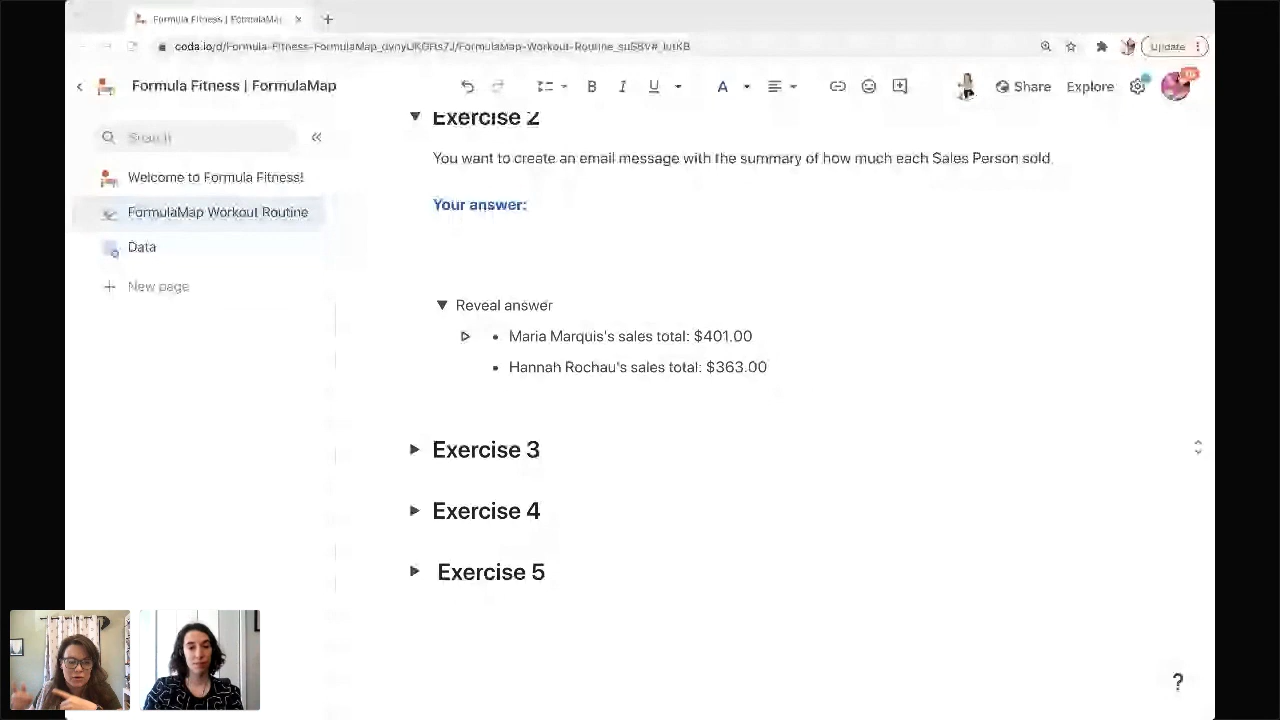 Formula Fitness | FormulaMap
Update
Formula Fitness | FormulaMap
B I U A
Share
Explore
Search
Welcome to Formula Fitness!
FormulaMap Workout Routine
Data
New page
Exercise 2
You want to create an email message with the summary of how much each Sales Person sold.
Your answer:
Reveal answer
Maria Marquis's sales total: $401.00
Hannah Rochau's sales total: $363.00
Exercise 3
Exercise 4
Exercise 5
?